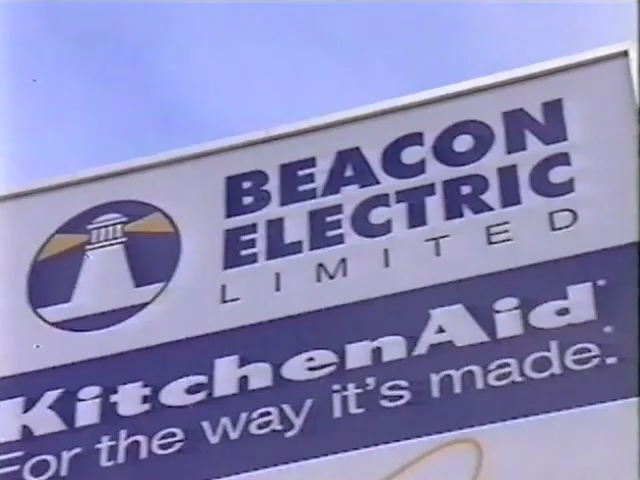 BEACON
ELECTRIC
LIMITED
KitchenAid
For the way it's made.